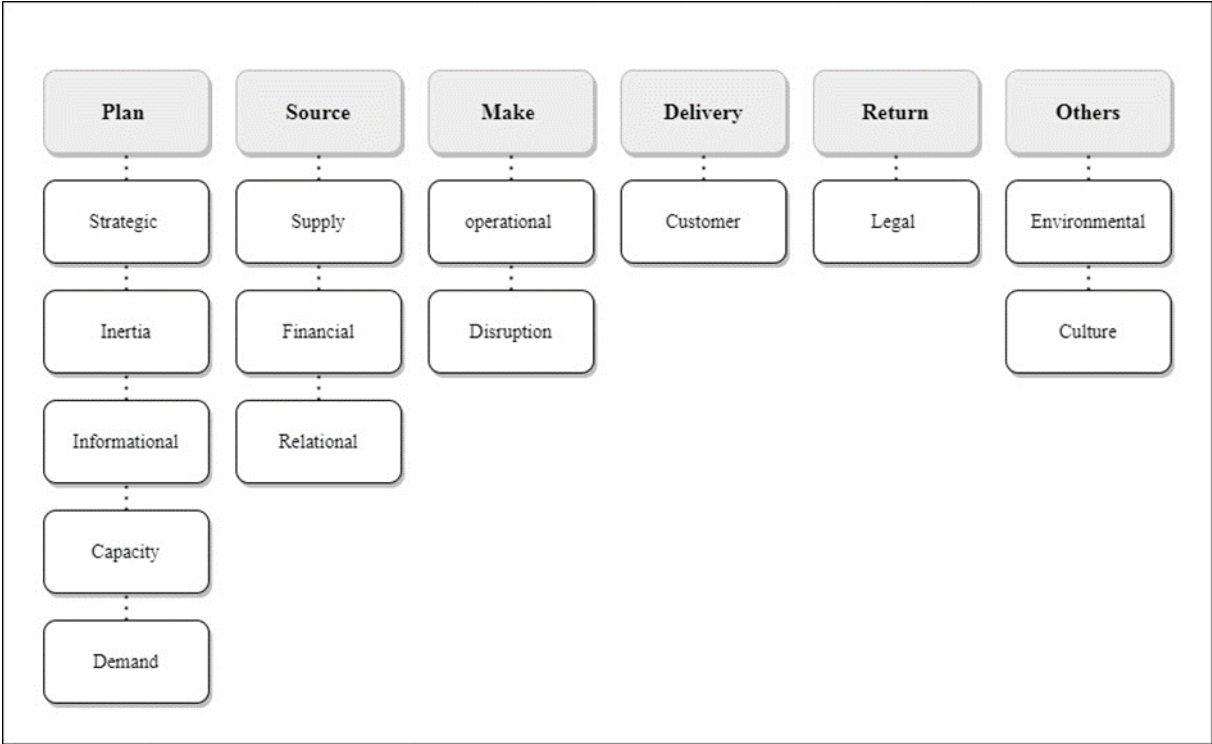 Plan
Source
Make
Delivery
Return
Others
Strategic
Supply
operational
Customer
Legal
Environmental
Inertia
Financial
Disruption
Culture
Informational
Relational
Capacity
Demand